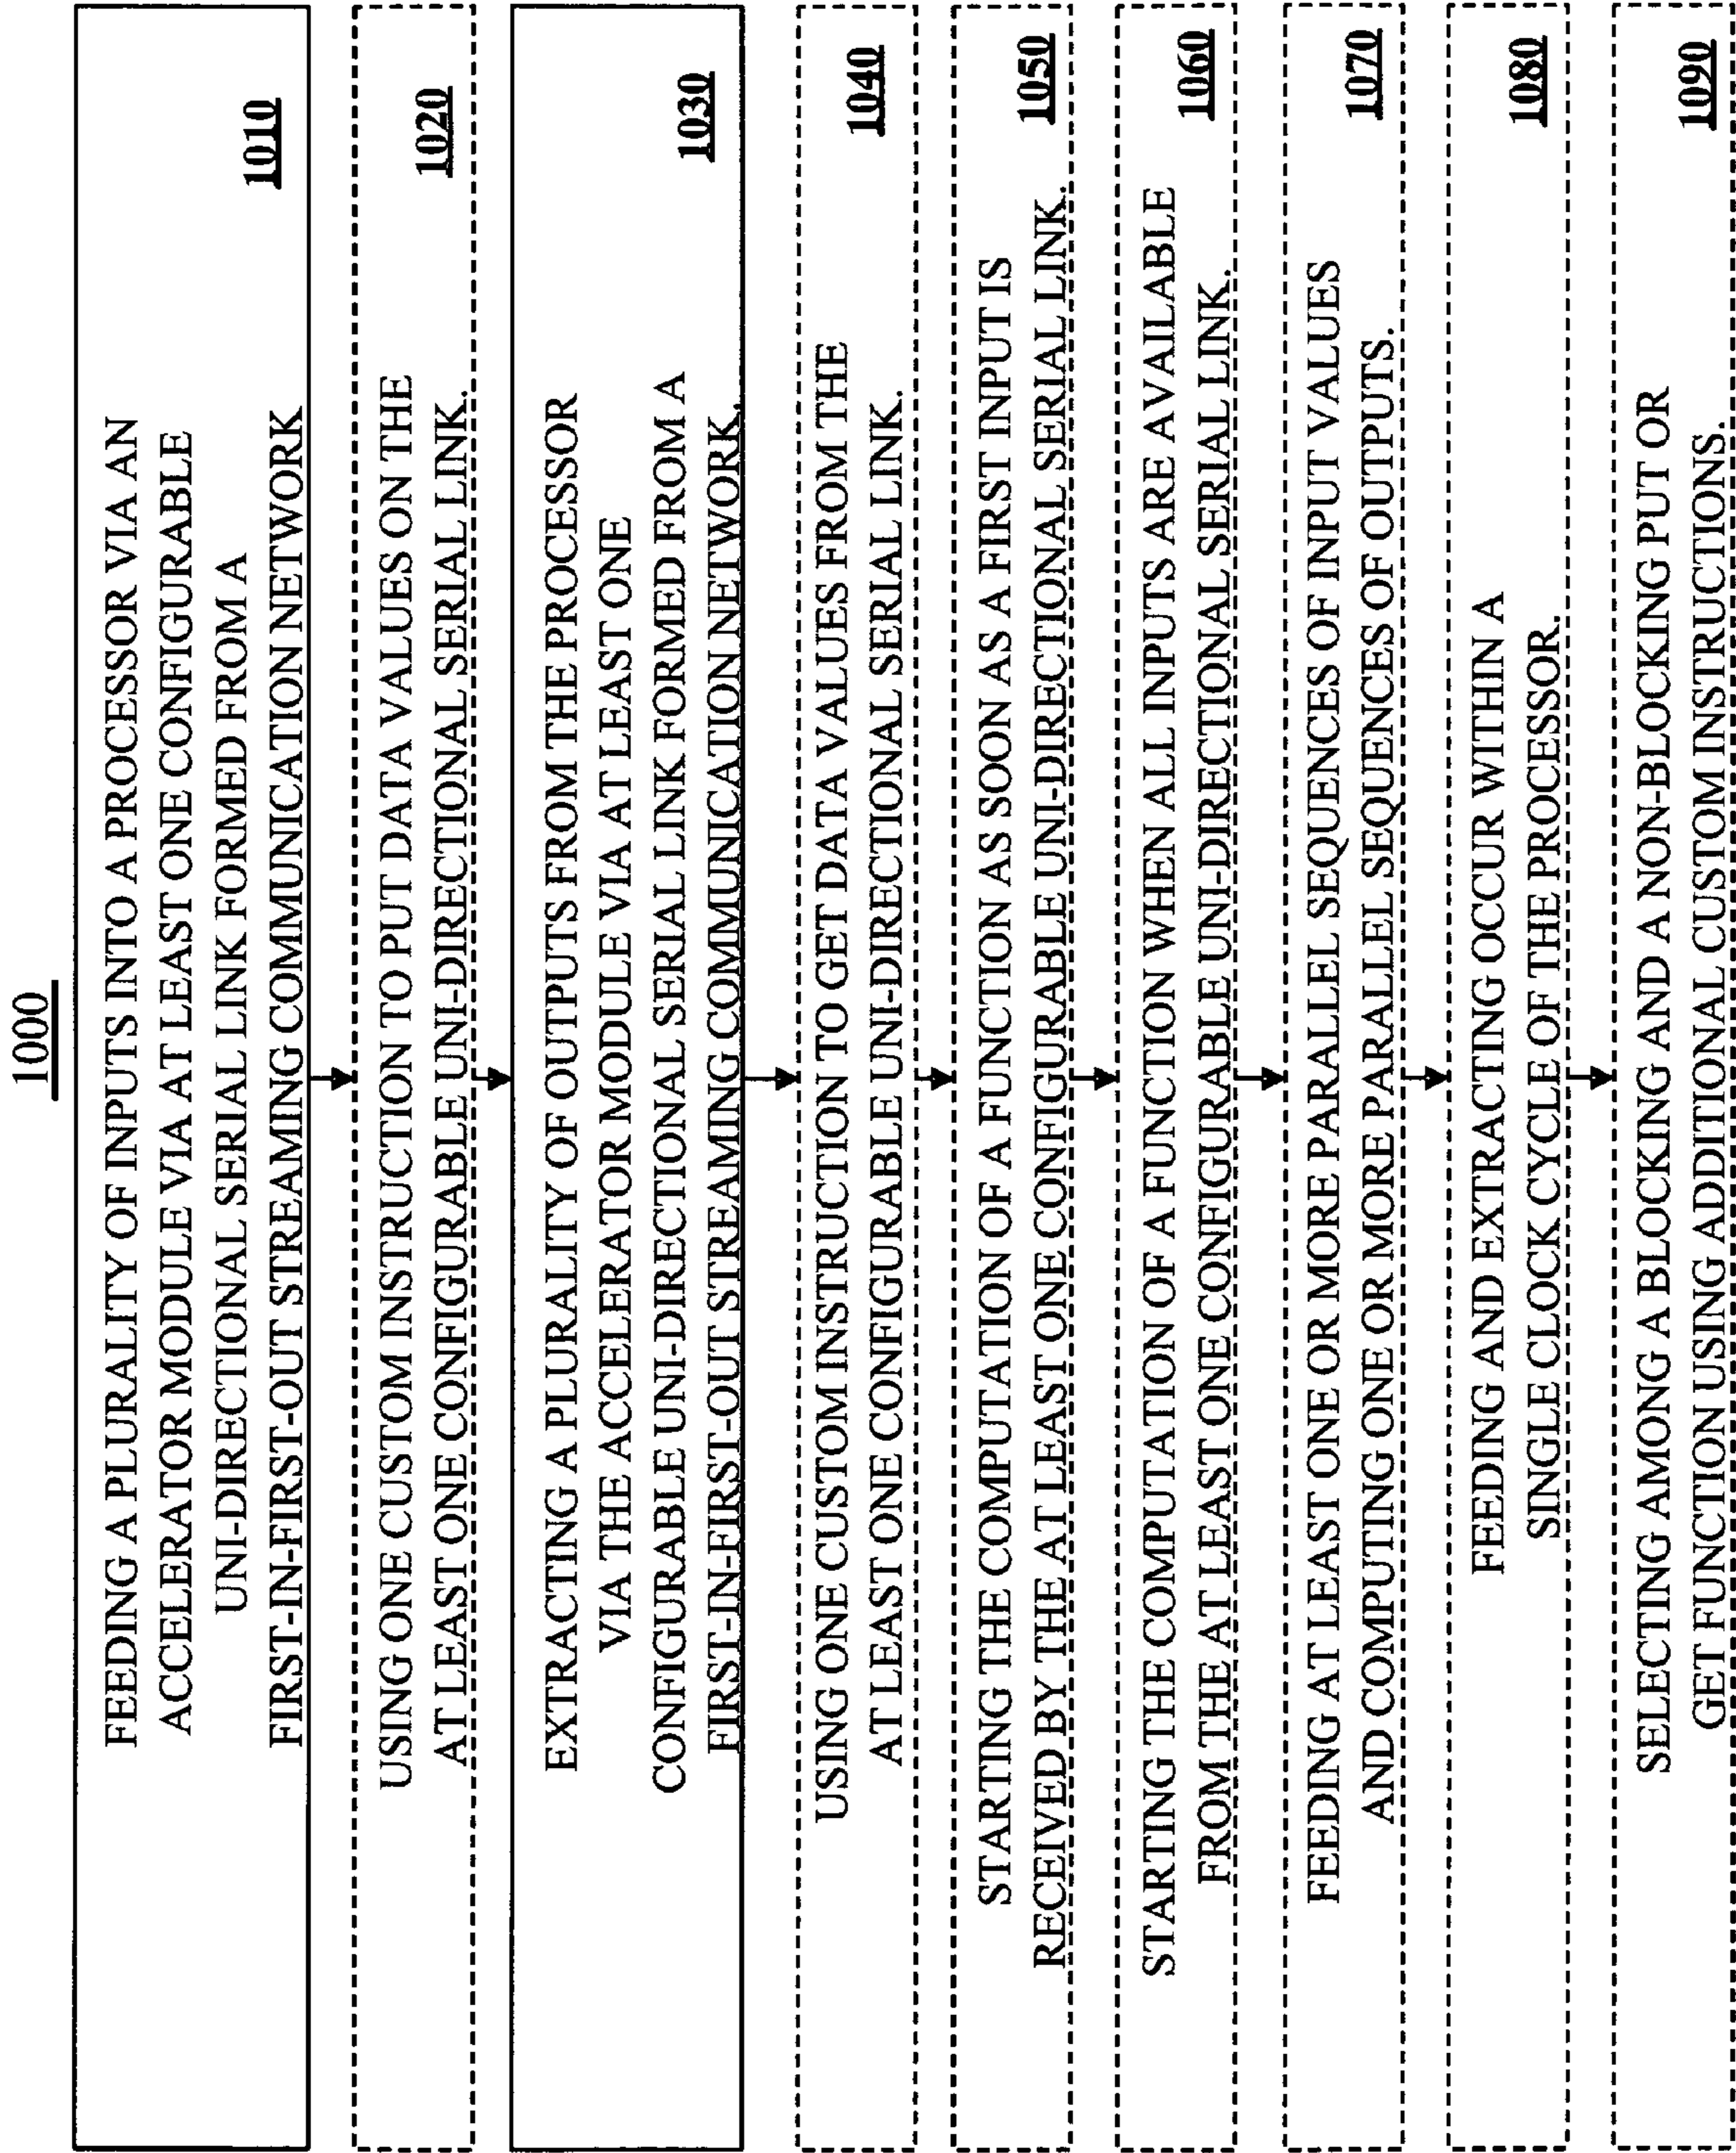 1000
FEEDING A PLURALITY OF INPUTS INTO A PROCESSOR VIA AN
ACCELERATOR MODULE VIA AT LEAST ONE CONFIGURABLE
UNI-DIRECTIONAL SERIAL LINK FORMED FROM A
FIRST-IN-FIRST-OUT STREAMING COMMUNICATION NETWORK
1010
USING ONE CUSTOM INSTRUCTION TO PUT DATA VALUES ON THE
AT LEAST ONE CONFIGURABLE UNI-DIRECTIONAL SERIAL LINK.
1020
EXTRACTING A PLURALITY OF OUTPUTS FROM THE PROCESSOR
VIA THE ACCELERATOR MODULE VIA AT LEAST ONE
CONFIGURABLE UNI-DIRECTIONAL SERIAL LINK FORMED FROM A
FIRST-IN-FIRST-OUT STREAMING COMMUNICATION NETWORK.
1030
USING ONE CUSTOM INSTRUCTION TO GET DATA VALUES FROM THE
AT LEAST ONE CONFIGURABLE UNI-DIRECTIONAL SERIAL LINK.
1040
STARTING THE COMPUTATION OF A FUNCTION AS SOON AS A FIRST INPUT IS
RECEIVED BY THE AT LEAST ONE CONFIGURABLE UNI-DIRECTIONAL SERIAL LINK.
1050
STARTING THE COMPUTATION OF A FUNCTION WHEN ALL INPUTS ARE AVAILABLE
FROM THE AT LEAST ONE CONFIGURABLE UNI-DIRECTIONAL SERIAL LINK.
1060
FEEDING AT LEAST ONE OR MORE PARALLEL SEQUENCES OF INPUT VALUES
AND COMPUTING ONE OR MORE PARALLEL SEQUENCES OF OUTPUTS.
1070
FEEDING AND EXTRACTING OCCUR WITHIN A
SINGLE CLOCK CYCLE OF THE PROCESSOR.
1080
SELECTING AMONG A BLOCKING AND A NON-BLOCKING PUT OR
GET FUNCTION USING ADDITIONAL CUSTOM INSTRUCTIONS.
1090